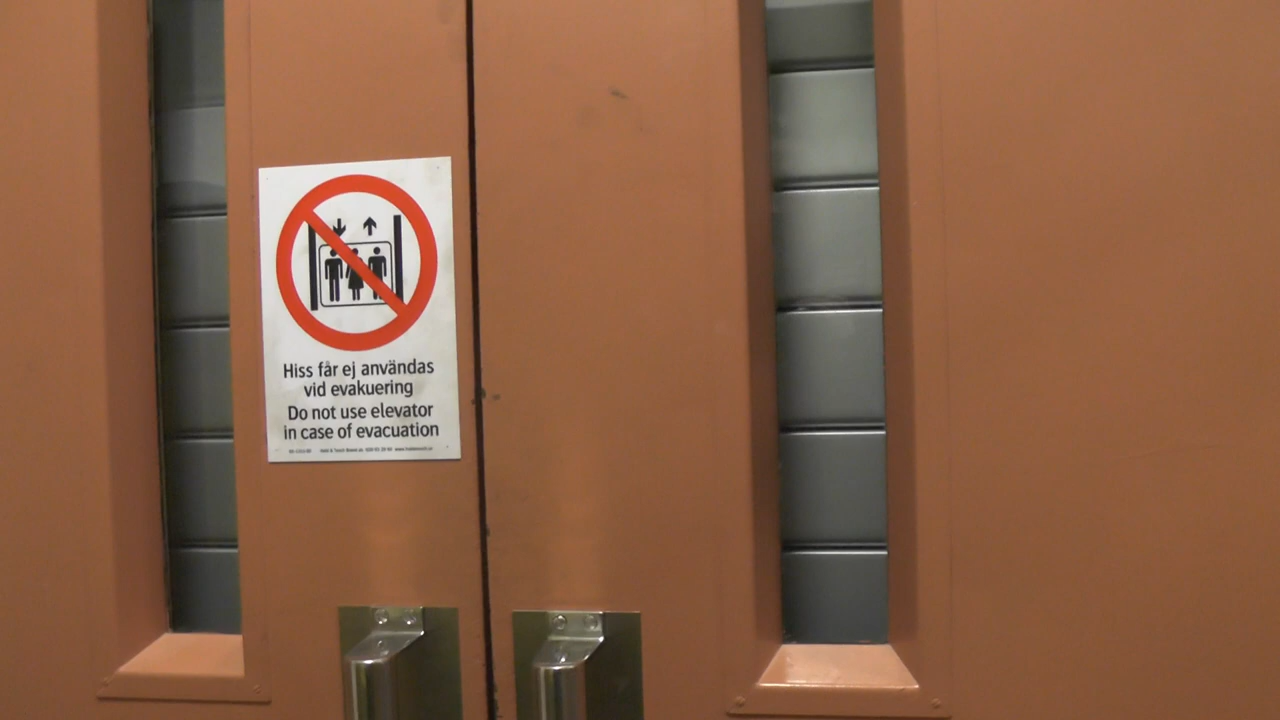 Hiss får ej användas
vid evakuering
Do not use elevator
in case of evacuation